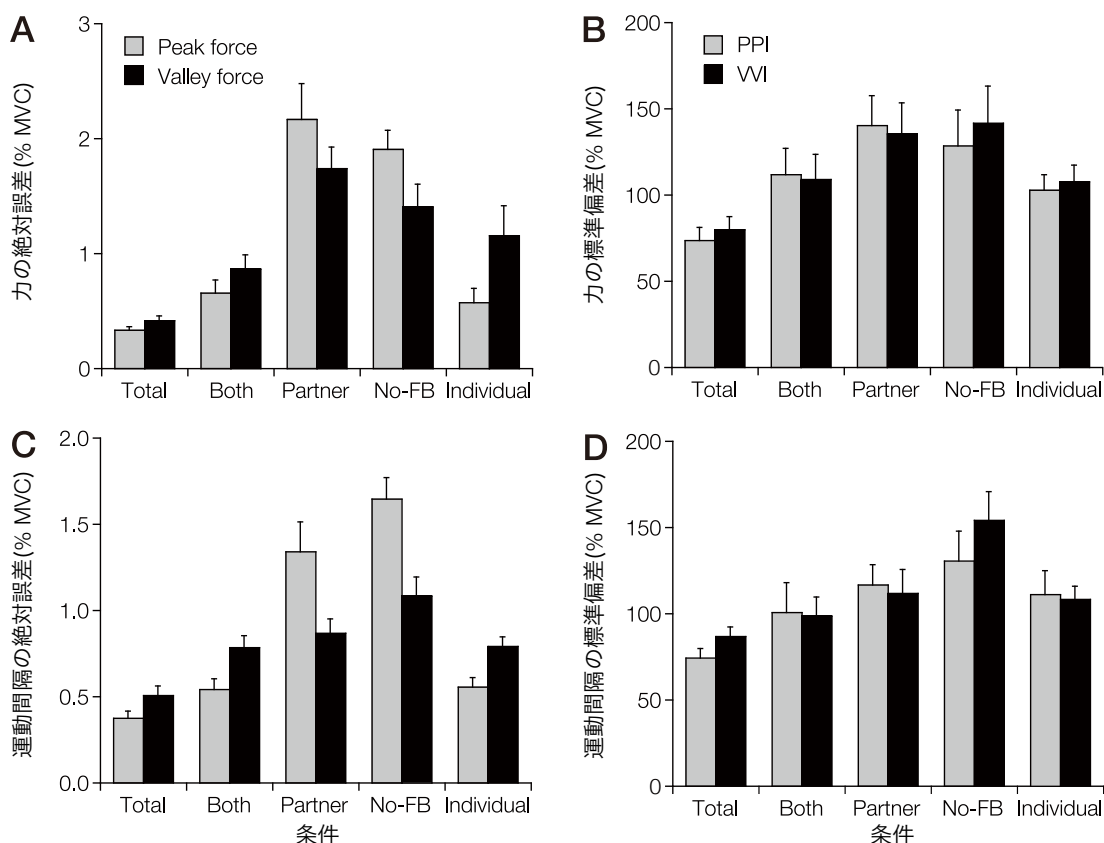 A
力の絶対誤差(% MVC)
3
2
1
0
Peak force
Valley force
Total
Both
Partner
No-FB
Individual
B
力の標準偏差(% MVC)
200
150
100
50
0
PPI
VVI
Total
Both
Partner
No-FB
Individual
C
運動間隔の絶対誤差(% MVC)
2.0
1.5
1.0
0.5
0.0
Total
Both
Partner
No-FB
Individual
条件
D
運動間隔の標準偏差(% MVC)
200
150
100
50
0
Total
Both
Partner
No-FB
Individual
条件